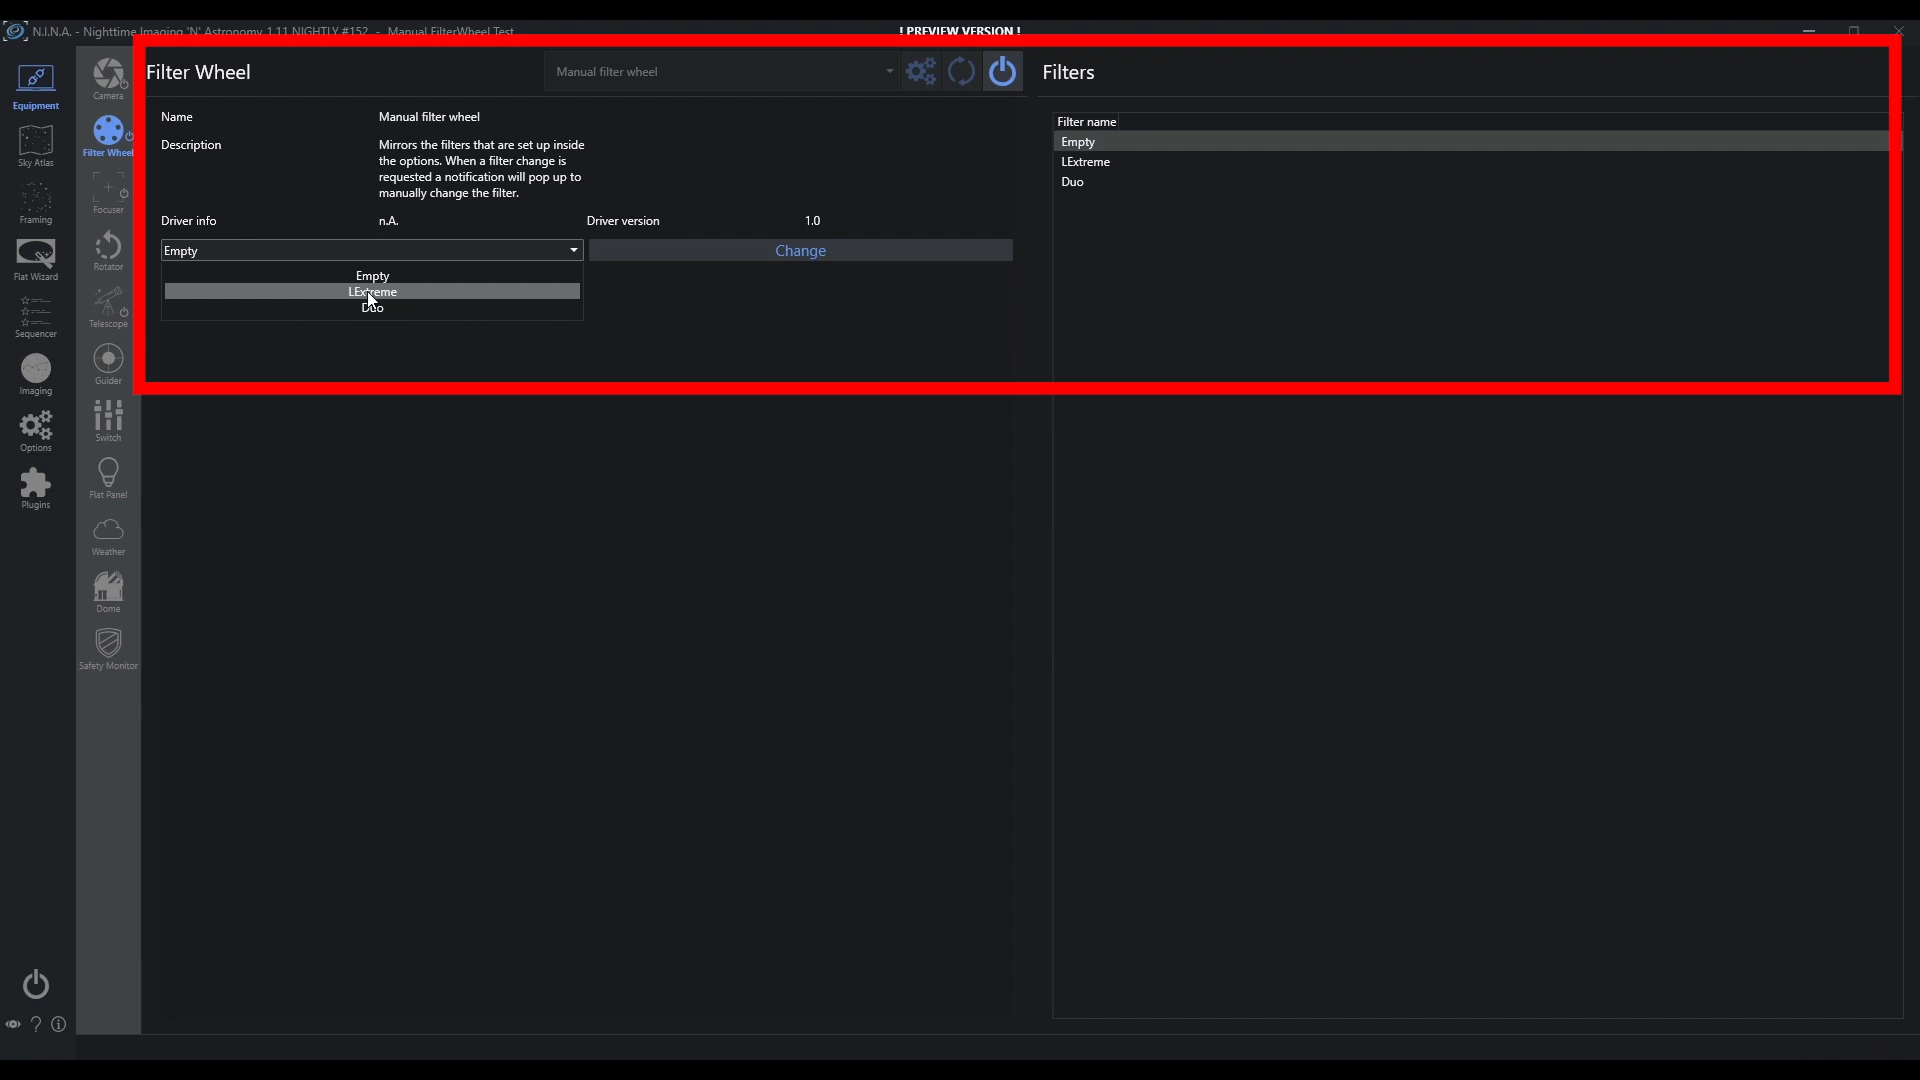 N.I.N.A. - Nighttime Imaging 'N' Astronomy 1.11 NIGHTLY #152 - Manual FilterWheel Test
! PREVIEW VERSION !
Equipment
Sky Atlas
Framing
Flat Wizard
Sequencer
Imaging
Options
Plugins
Camera
Filter Wheel
Focuser
Rotator
Telescope
Guider
Switch
Flat Panel
Weather
Dome
Safety Monitor
Filter Wheel
Manual filter wheel
Name
Manual filter wheel
Description
Mirrors the filters that are set up inside
the options. When a filter change is
requested a notification will pop up to
manually change the filter.
Driver info
n.A.
Driver version
1.0
Empty
Change
Empty
LExtreme
Duo
Filters
Filter name
Empty
LExtreme
Duo